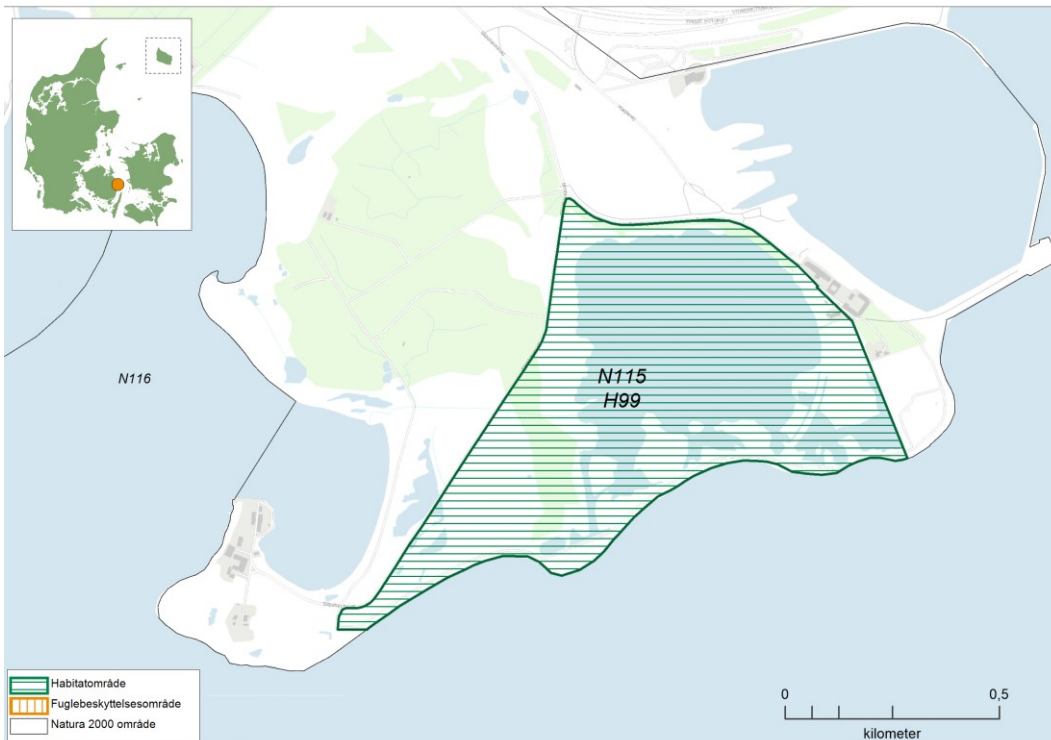 N116
N115
H99
Habitatområde
Fuglebeskyttelsesområde
Natura 2000 område
0 0,5
kilometer